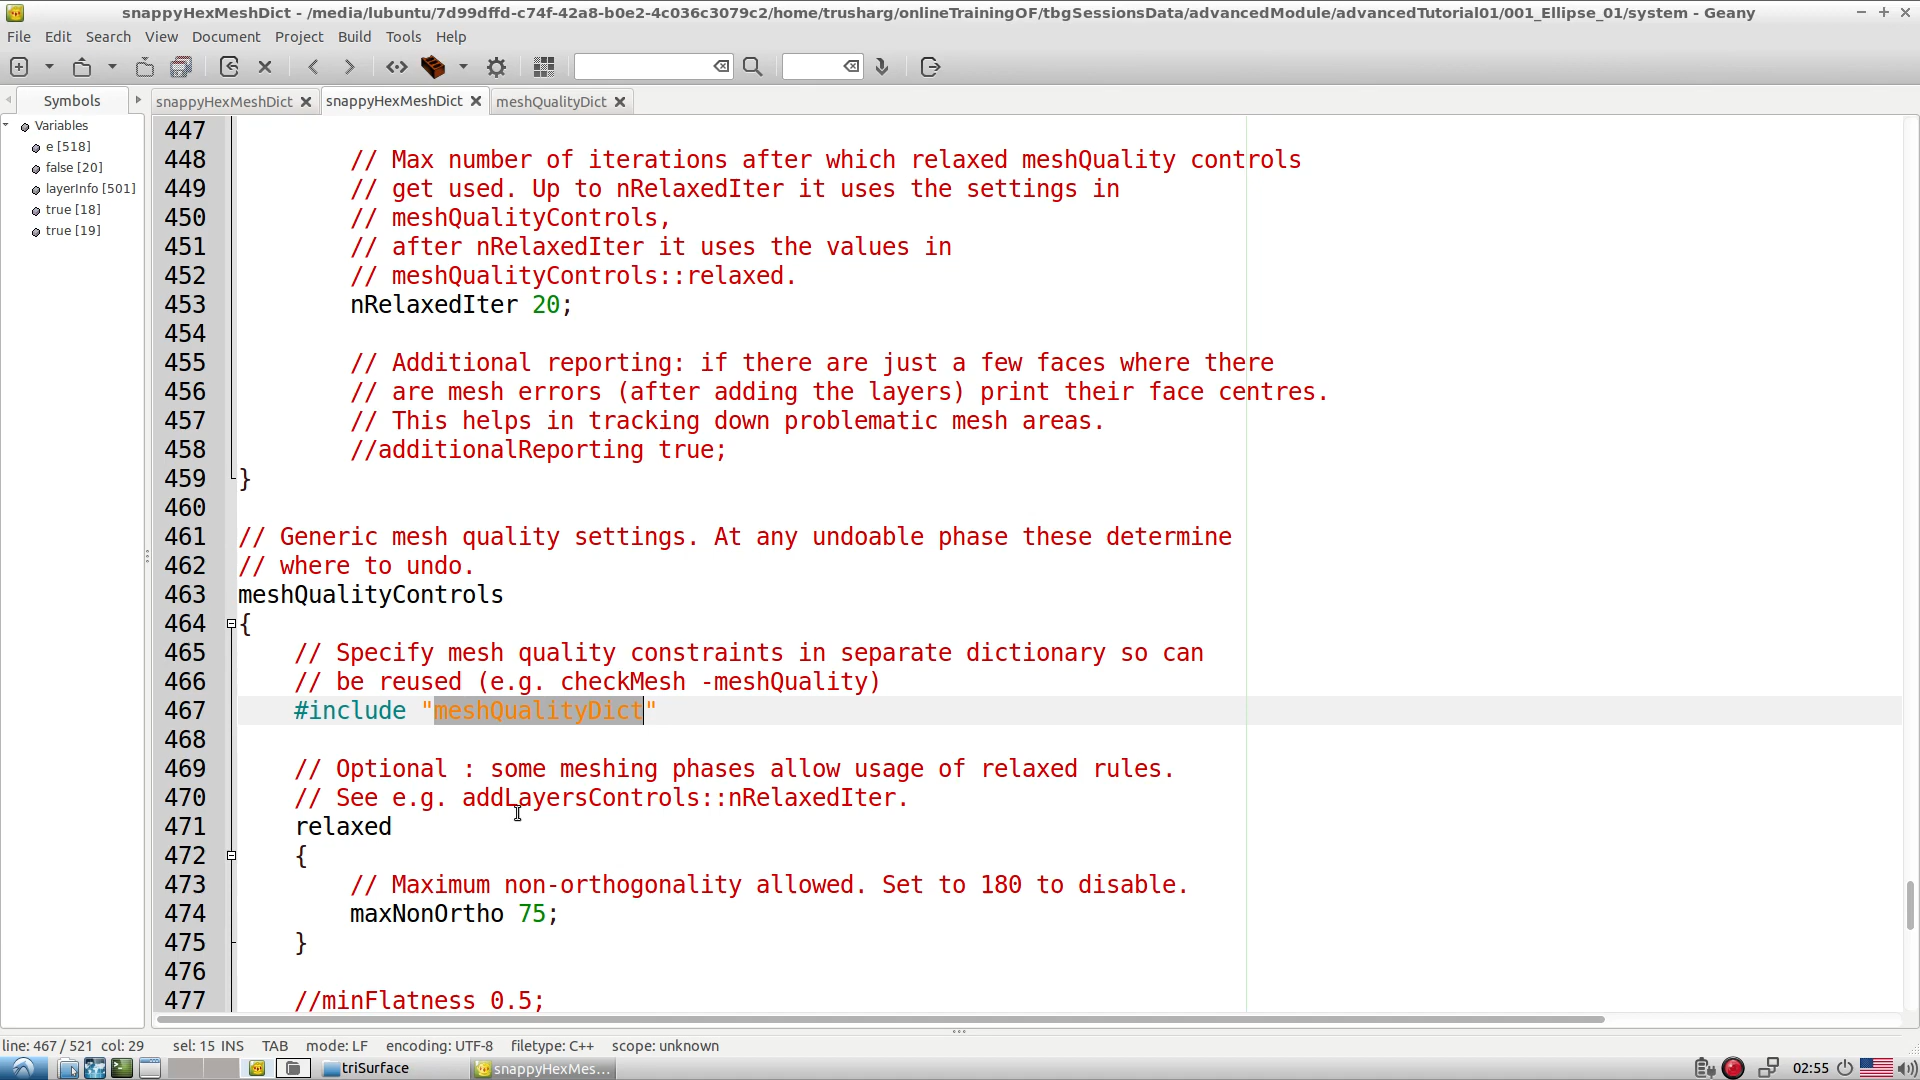 snappyHexMeshDict - /media/lubuntu/7d99dffd-c74f-42a8-b0e2-4c036c3079c2/home/trusharg/onlineTrainingOF/tbgSessionsData/advancedModule/advancedTutorial01/001_Ellipse_01/system - Geany
File Edit Search View Document Project Build Tools Help
Symbols snappyHexMeshDict snappyHexMeshDict meshQualityDict
Variables
e [518]
false [20]
layerInfo [501]
true [18]
true [19]
447
448 // Max number of iterations after which relaxed meshQuality controls
449 // get used. Up to nRelaxedIter it uses the settings in
450 // meshQualityControls,
451 // after nRelaxedIter it uses the values in
452 // meshQualityControls::relaxed.
453 nRelaxedIter 20;
454
455 // Additional reporting: if there are just a few faces where there
456 // are mesh errors (after adding the layers) print their face centres.
457 // This helps in tracking down problematic mesh areas.
458 //additionalReporting true;
459 }
460
461 // Generic mesh quality settings. At any undoable phase these determine
462 // where to undo.
463 meshQualityControls
464 {
465 // Specify mesh quality constraints in separate dictionary so can
466 // be reused (e.g. checkMesh -meshQuality)
467 #include "meshQualityDict"
468
469 // Optional : some meshing phases allow usage of relaxed rules.
470 // See e.g. addLayersControls::nRelaxedIter.
471 relaxed
472 {
473 // Maximum non-orthogonality allowed. Set to 180 to disable.
474 maxNonOrtho 75;
475 }
476
477 //minFlatness 0.5;
line: 467 / 521 col: 29 sel: 15 INS TAB mode: LF encoding: UTF-8 filetype: C++ scope: unknown
triSurface snappyHexMes... 02:55